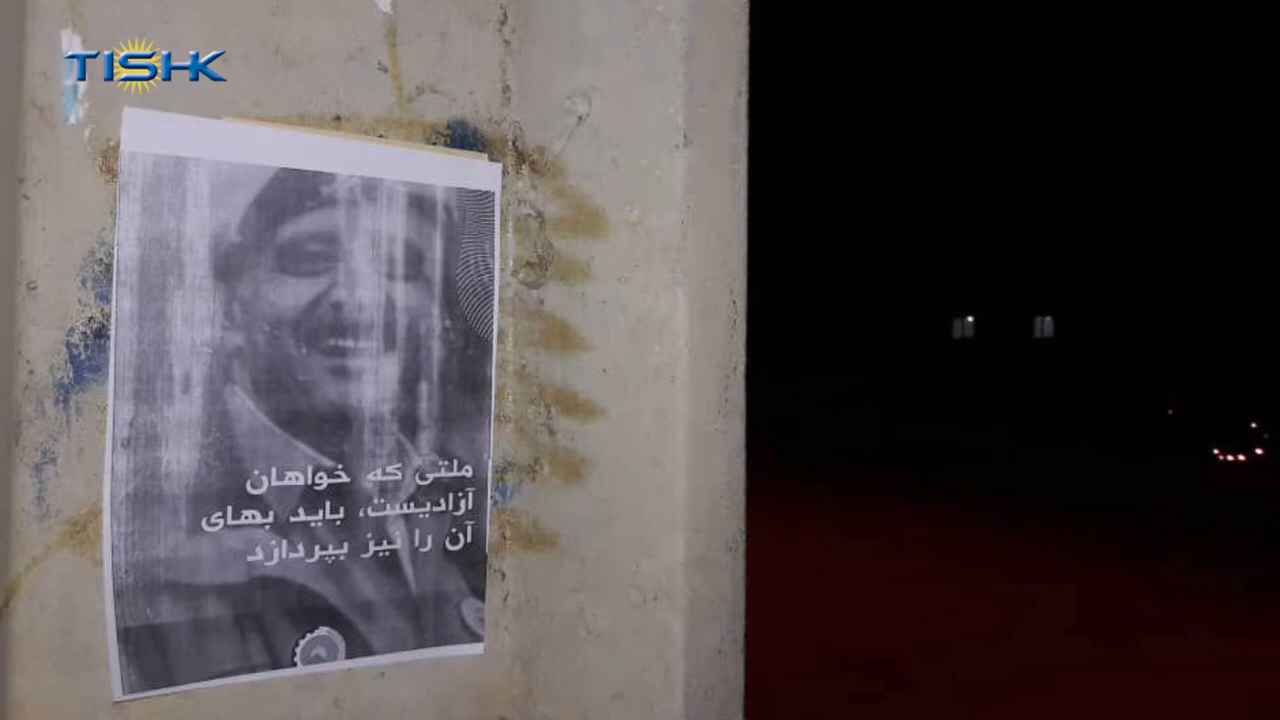 TISHK
ملتی که خواهان
آزادیست، باید بهای
آن را نیز بپردازد